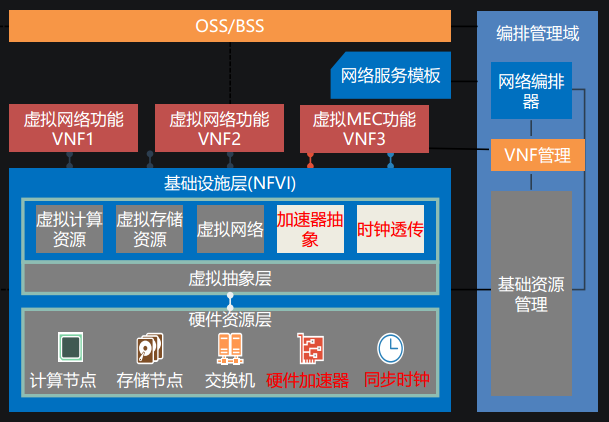 OSS/BSS
编排管理域
网络服务模板
网络编排
器
虚拟网络功能
VNF1
虚拟网络功能
VNF2
虚拟MEC功能
VNF3
VNF管理
基础设施层(NFVI)
虚拟计算
资源
虚拟存储
资源
虚拟网络
加速器抽
象
时钟透传
虚拟抽象层
基础资源
管理
硬件资源层
计算节点
存储节点
交换机
硬件加速器
同步时钟